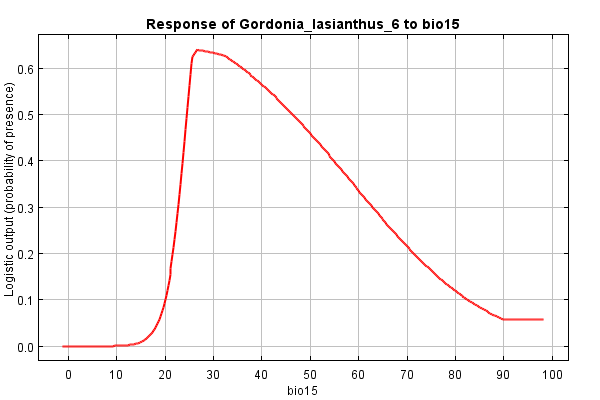 Response of Gordonia_lasianthus_6 to bio15
Logistic output (probability of presence)
0.6
0.5
0.4
0.3
0.2
0.1
0.0
0 10 20 30 40 50 60 70 80 90 100
bio15